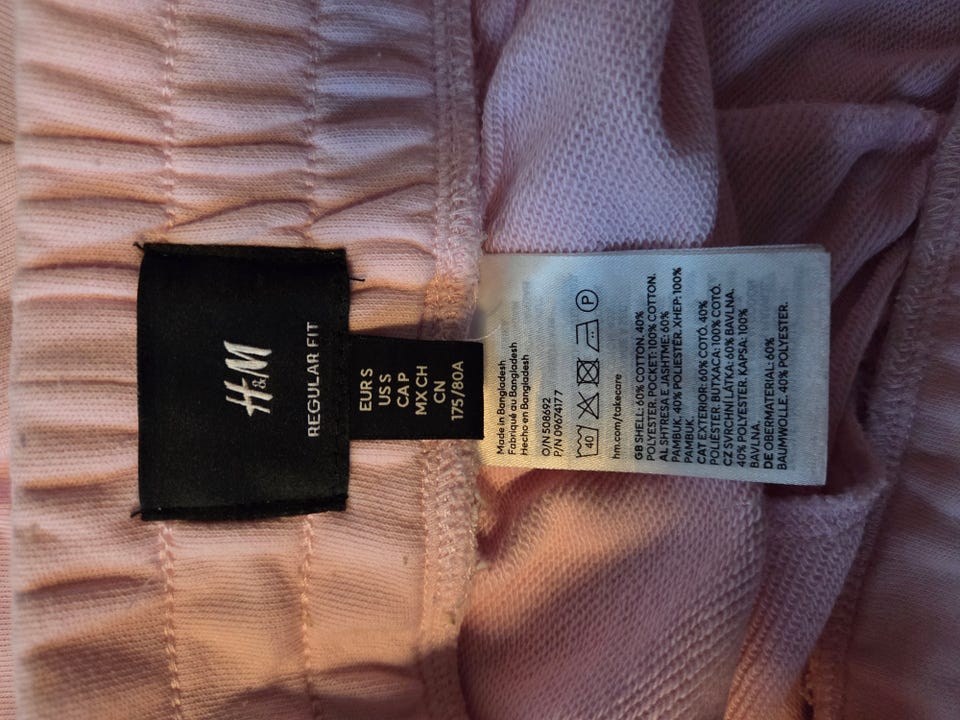 H&M
REGULAR FIT
EUR S
US S
CA P
MX CH
CN
175/80A
Made in Bangladesh
Fabriqué au Bangladesh
Hecho en Bangladesh
O/N 508692
P/N 09674177
40
P
hm.com/takecare
GB SHELL: 60% COTTON. 40%
POLYESTER. POCKET: 100% COTTON.
AL SHTRESA E JASHTME: 60%
PAMBUK. 40% POLIESTER. XHEP: 100%
PAMBUK.
CAT EXTERIOR: 60% COTÓ. 40%
POLIÈSTER. BUTXACA: 100% COTÓ.
CZ SVRCHNÍ LÁTKA: 60% BAVLNA.
40% POLYESTER. KAPSA: 100%
BAVLNA.
DE OBERMATERIAL: 60%
BAUMWOLLE. 40% POLYESTER.